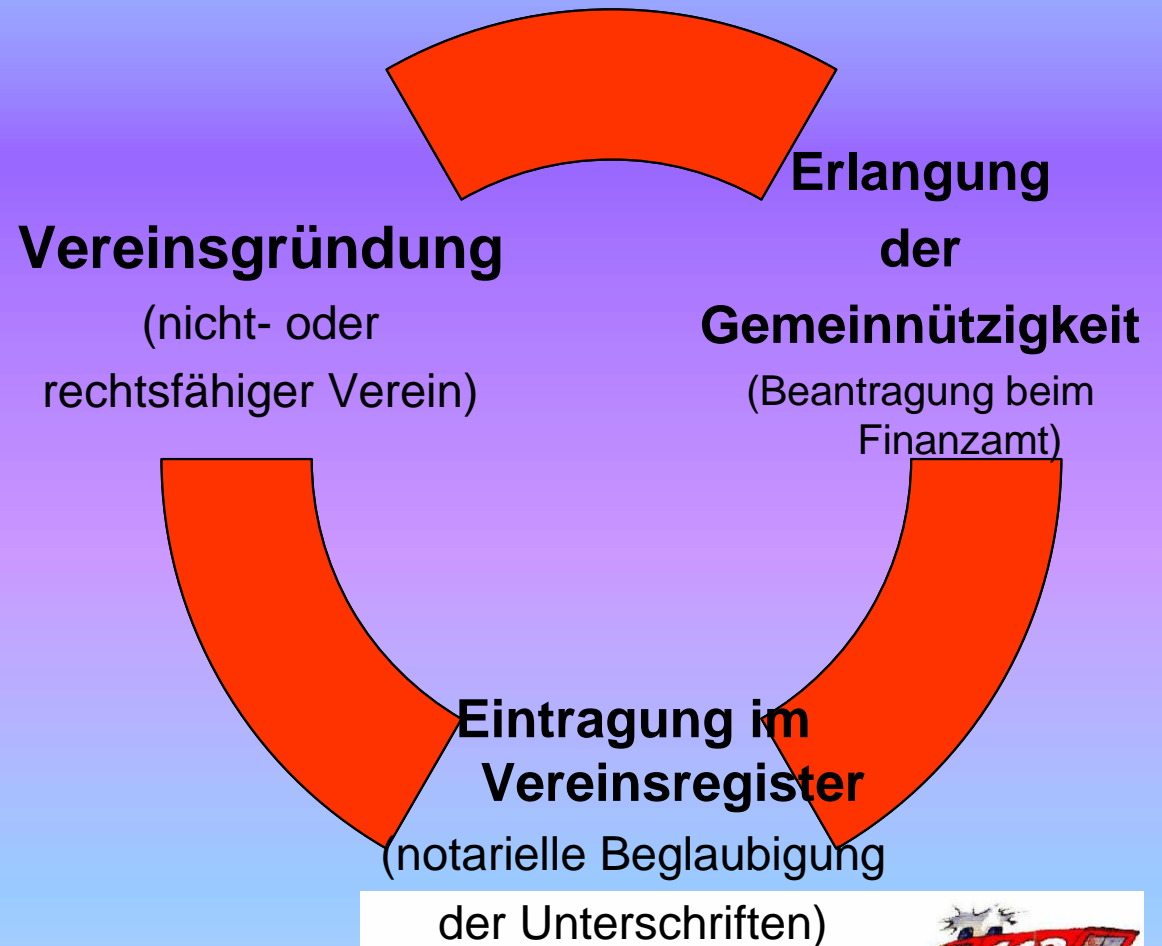 Vereinsgründung
(nicht- oder
rechtsfähiger Verein)
Erlangung
der
Gemeinnützigkeit
(Beantragung beim
Finanzamt)
Eintragung im
Vereinsregister
(notarielle Beglaubigung
der Unterschriften)